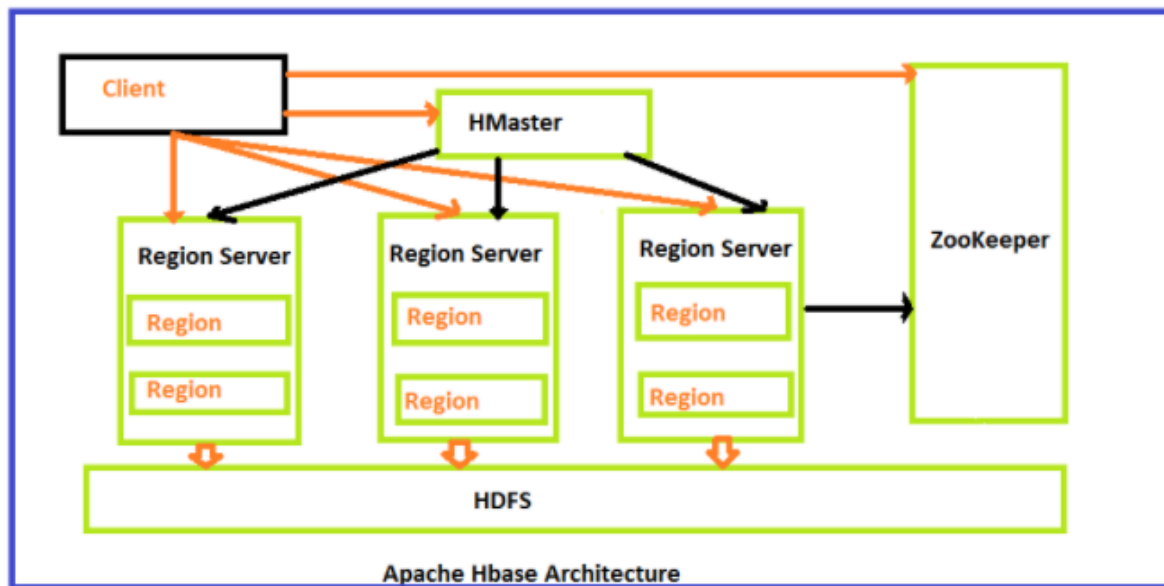 Client
HMaster
Region Server
Region Server
Region Server
ZooKeeper
Region
Region
Region
Region
Region
Region
HDFS
Apache Hbase Architecture